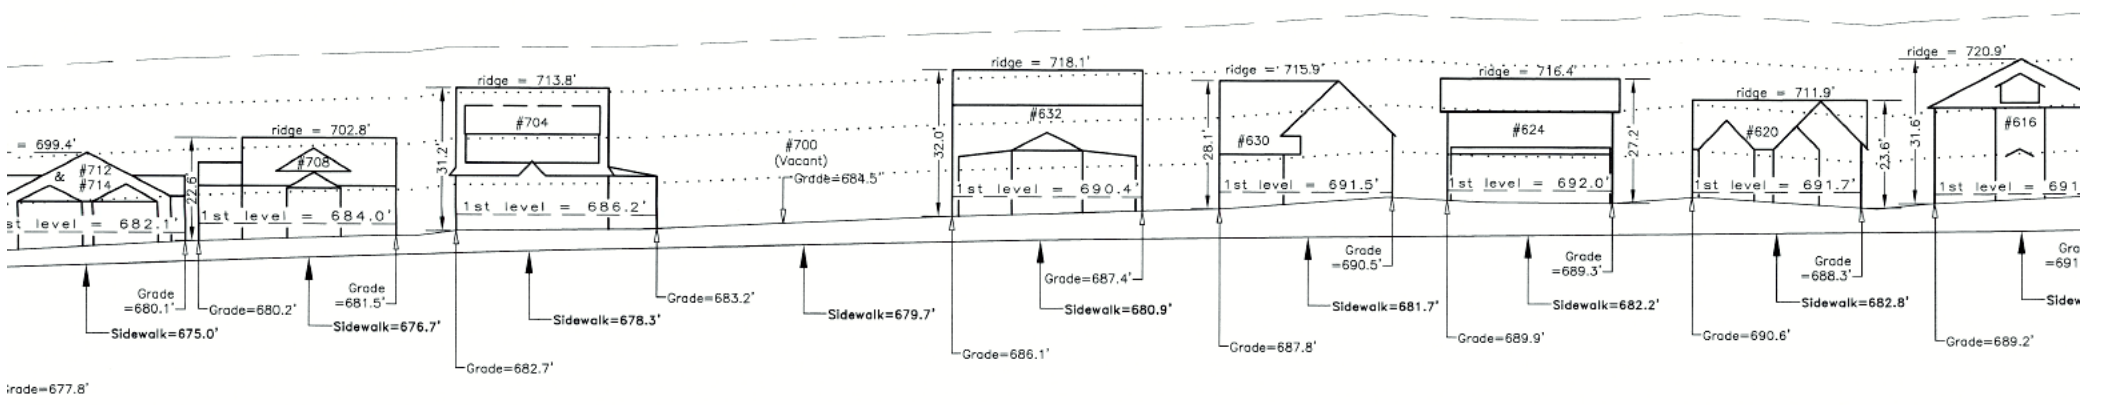 = 699.4'
#712
&
#714
st level = 682.1'
Grade
=680.1'
Sidewalk=675.0'
Grade=677.8'
ridge = 702.8'
22.6'
#708
1st level = 684.0'
Grade=680.2'
Grade
=681.5'
Sidewalk=676.7'
ridge = 713.8'
31.2'
#704
1st level = 686.2'
Grade=682.7'
Sidewalk=678.3'
Grade=683.2'
#700
(Vacant)
Grade=684.5"
Sidewalk=679.7'
ridge = 718.1'
32.0'
#632
1st level = 690.4'
Grade=686.1'
Grade=687.4'
Sidewalk=680.9'
ridge = 715.9'
28.1'
#630
1st level = 691.5'
Grade=687.8'
Grade
=690.5'
Sidewalk=681.7'
ridge = 716.4'
27.2'
#624
1st level = 692.0'
Grade=689.9'
Grade
=689.3'
Sidewalk=682.2'
ridge = 711.9'
23.6'
#620
1st level = 691.7'
Grade=690.6'
Grade
=688.3'
Sidewalk=682.8'
ridge = 720.9'
31.6'
#616
1st level = 691
Grade=689.2'
Gra
=691
Sidew